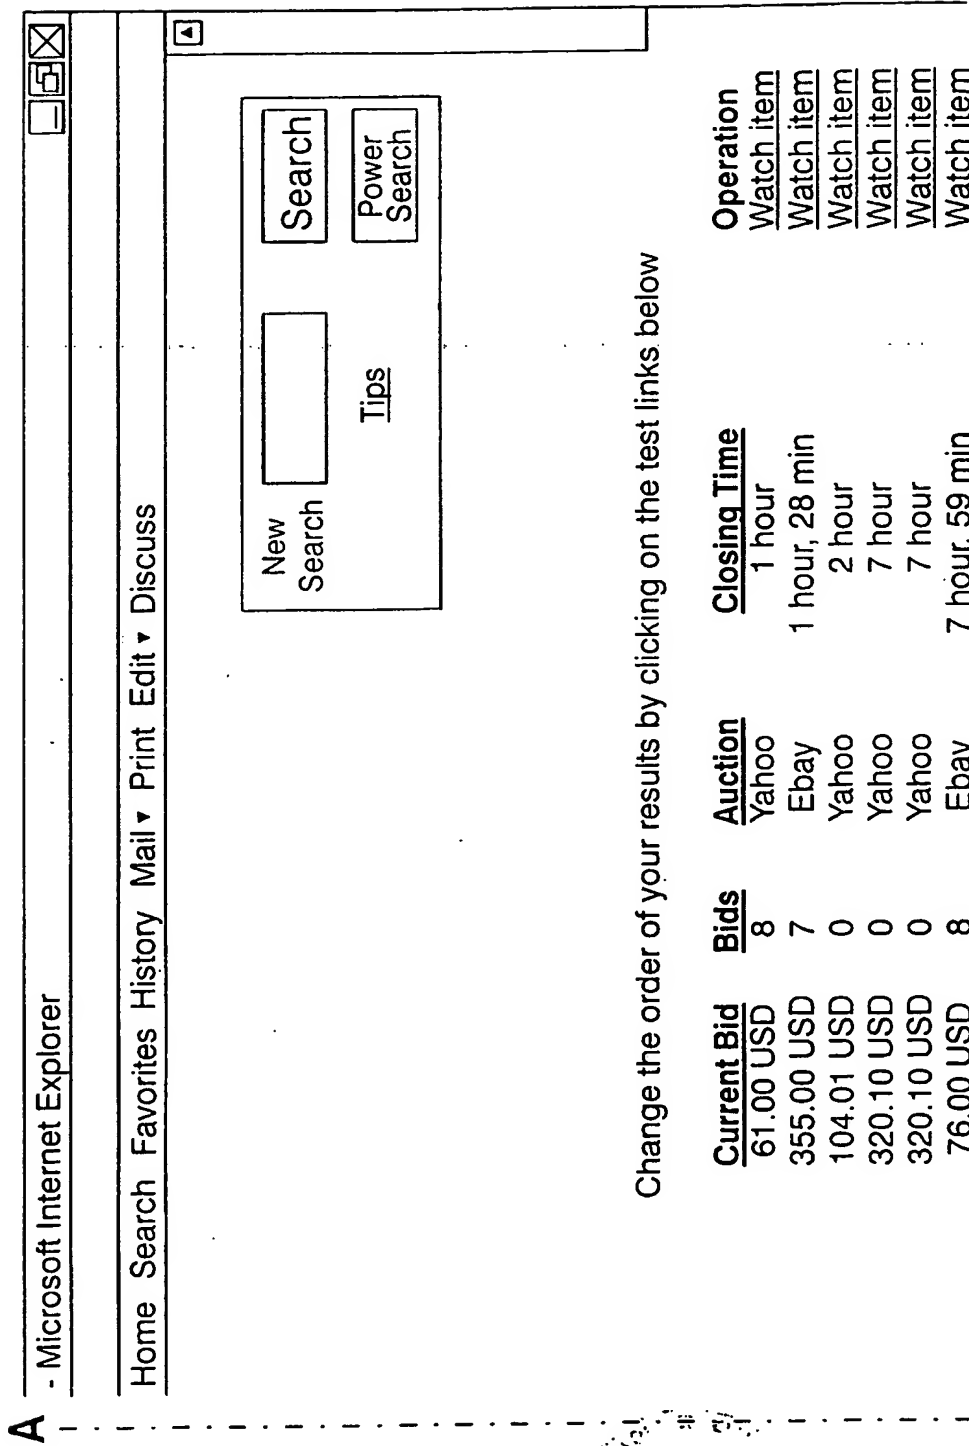 A
- Microsoft Internet Explorer
Home Search Favorites History Mail Print Edit Discuss
New Search
Search
Tips
Power Search
Change the order of your results by clicking on the test links below
Current Bid Bids Auction Closing Time Operation
61.00 USD 8 Yahoo 1 hour Watch item
355.00 USD 7 Ebay 1 hour, 28 min Watch item
104.01 USD 0 Yahoo 2 hour Watch item
320.10 USD 0 Yahoo 7 hour Watch item
320.10 USD 0 Yahoo 7 hour Watch item
76.00 USD 8 Ebay 7 hour, 59 min Watch item